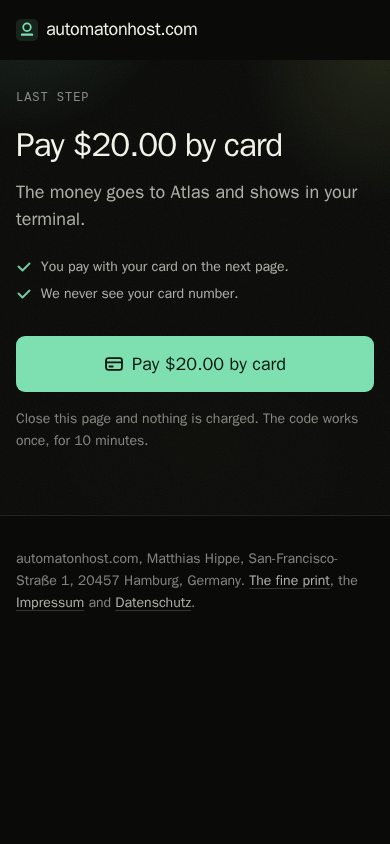 automatonhost.com
LAST STEP
Pay $20.00 by card
The money goes to Atlas and shows in your
terminal.
You pay with your card on the next page.
We never see your card number.
Pay $20.00 by card
Close this page and nothing is charged. The code works
once, for 10 minutes.
automatonhost.com, Matthias Hippe, San-Francisco-
Straße 1, 20457 Hamburg, Germany. The fine print, the
Impressum and Datenschutz.